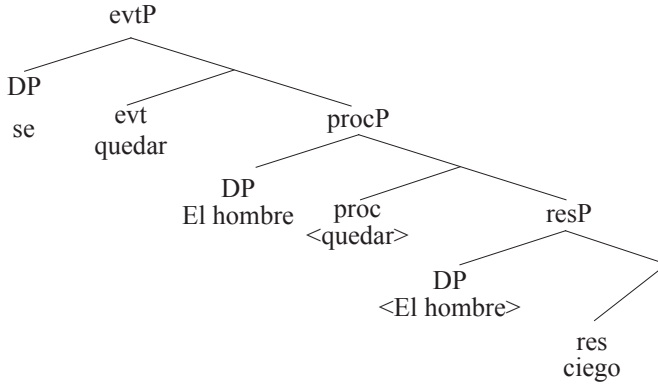 evtP
DP
se
evt
quedar
procP
DP
El hombre
proc
<quedar>
resP
DP
<El hombre>
res
ciego